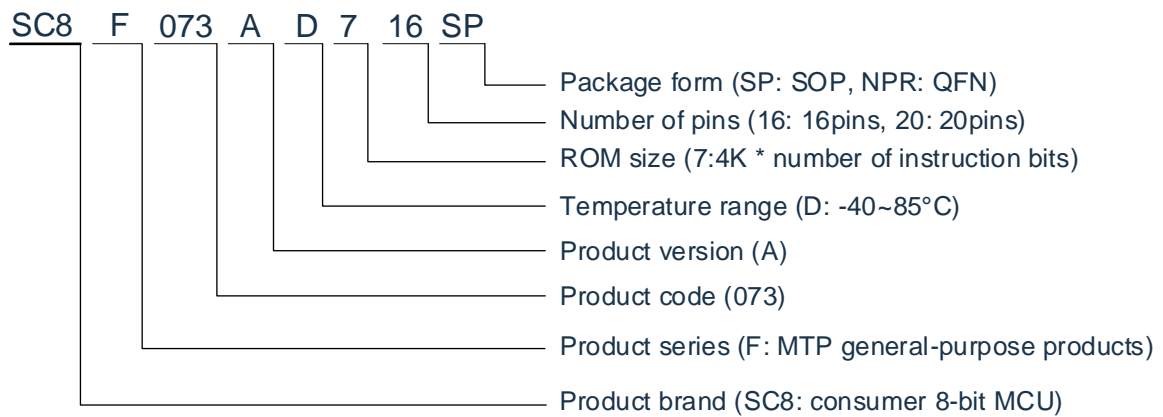 SC8 F 073 A D 7 16 SP
Package form (SP: SOP, NPR: QFN)
Number of pins (16: 16pins, 20: 20pins)
ROM size (7:4K * number of instruction bits)
Temperature range (D: -40~85°C)
Product version (A)
Product code (073)
Product series (F: MTP general-purpose products)
Product brand (SC8: consumer 8-bit MCU)